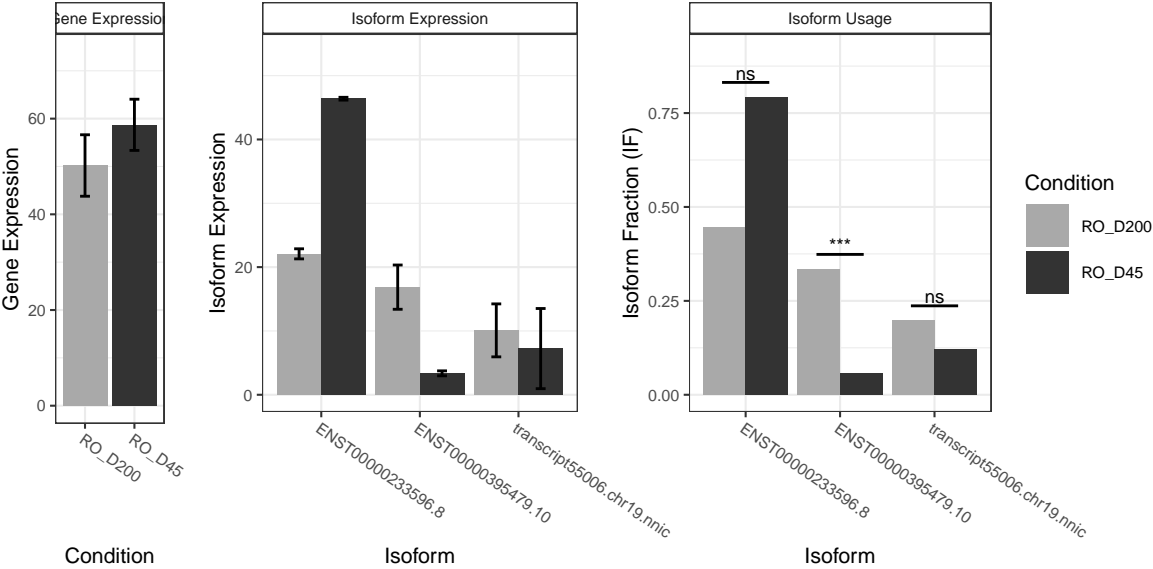 Gene Expression
Isoform Expression
Isoform Usage
Gene Expression
60
40
20
0
RO_D200
RO_D45
Condition
Isoform Expression
40
20
0
ENST00000233596.8
ENST00000395479.10
transcript55006.chr19.nnic
Isoform
Isoform Fraction (IF)
0.75
0.50
0.25
0.00
ns
***
ns
ENST00000233596.8
ENST00000395479.10
transcript55006.chr19.nnic
Isoform
Condition
RO_D200
RO_D45